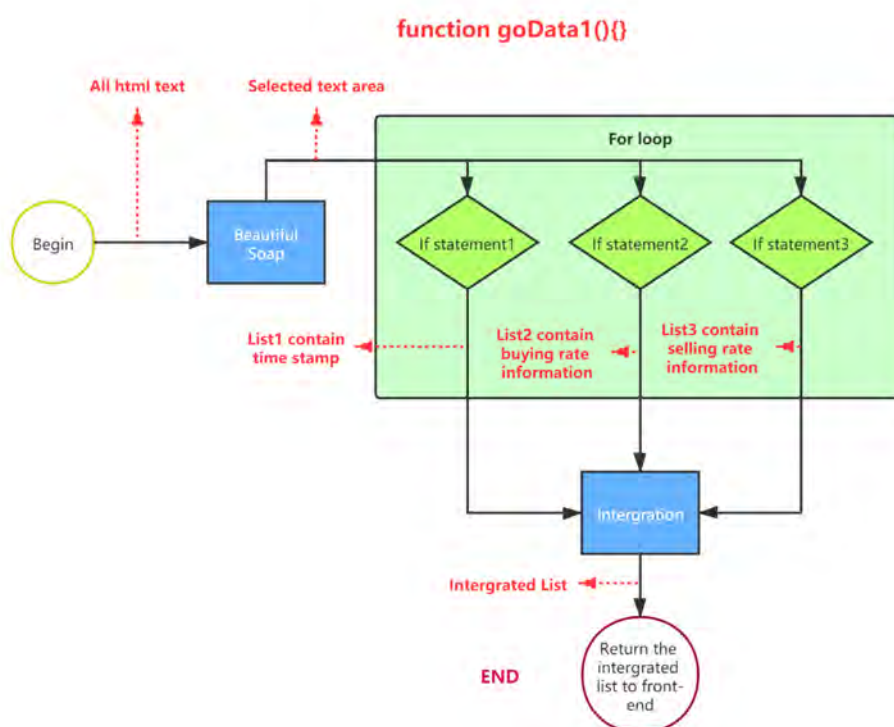 function goData1(){}
All html text
Selected text area
For loop
Begin
Beautiful
Soap
If statement1
If statement2
If statement3
List1 contain
time stamp
List2 contain
buying rate
information
List3 contain
selling rate
information
Intergration
Intergrated List
END
Return the
intergrated
list to front-
end